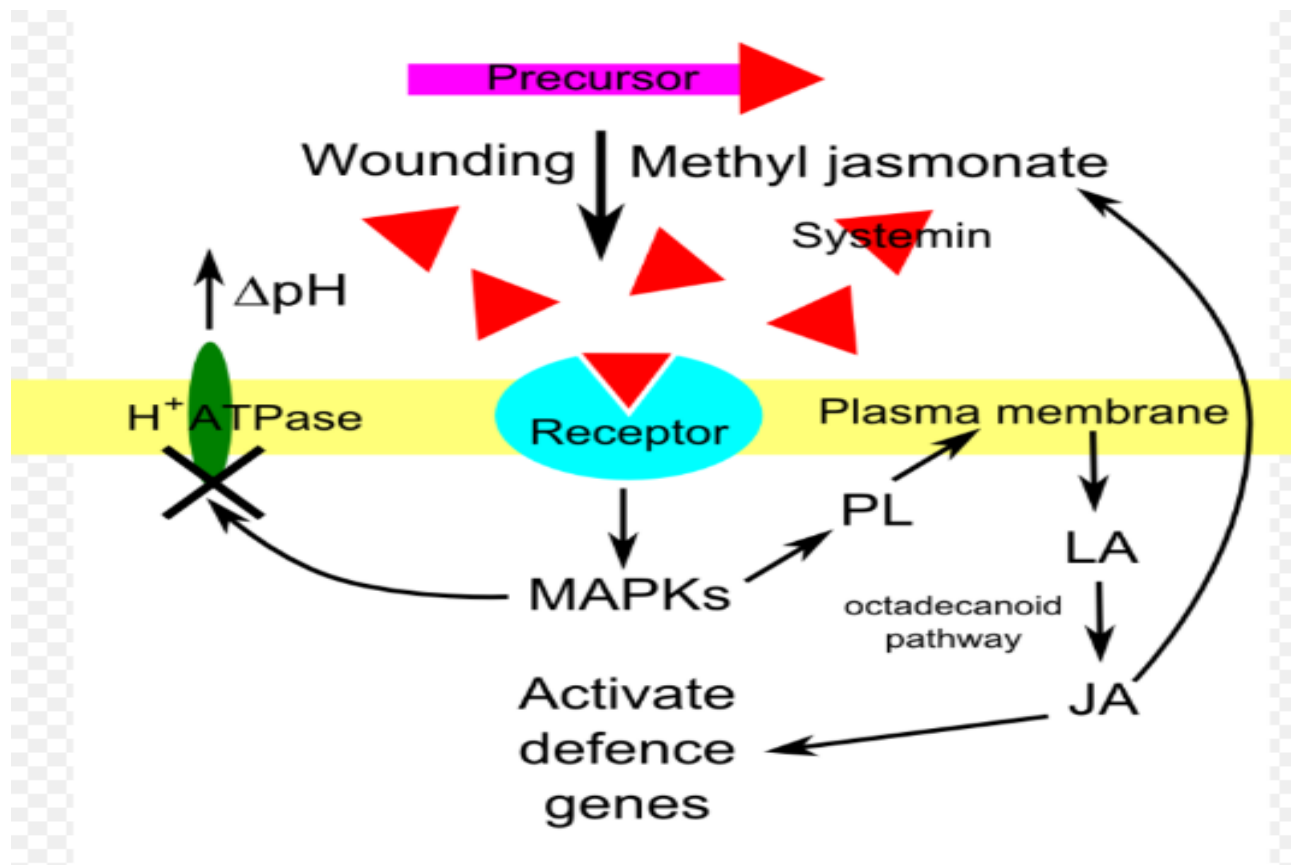 Precursor
Wounding
Methyl jasmonate
Systemin
ΔpH
H⁺ATPase
Receptor
Plasma membrane
PL
LA
MAPKs
octadecanoid
pathway
JA
Activate
defence
genes